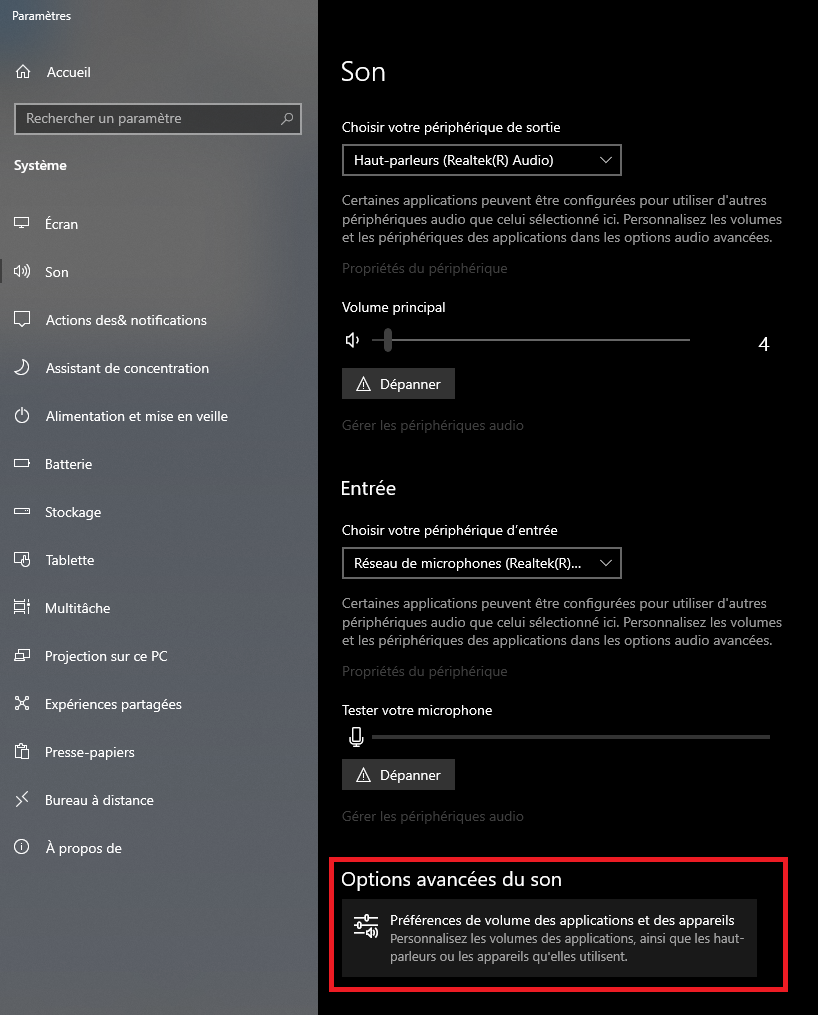 Paramètres
Accueil
Rechercher un paramètre
Système
Écran
Son
Actions des& notifications
Assistant de concentration
Alimentation et mise en veille
Batterie
Stockage
Tablette
Multitâche
Projection sur ce PC
Expériences partagées
Presse-papiers
Bureau à distance
À propos de
Son
Choisir votre périphérique de sortie
Haut-parleurs (Realtek(R) Audio)
Certaines applications peuvent être configurées pour utiliser d'autres
périphériques audio que celui sélectionné ici. Personnalisez les volumes
et les périphériques des applications dans les options audio avancées.
Propriétés du périphérique
Volume principal
4
Dépanner
Gérer les périphériques audio
Entrée
Choisir votre périphérique d’entrée
Réseau de microphones (Realtek(R)...
Certaines applications peuvent être configurées pour utiliser d'autres
périphériques audio que celui sélectionné ici. Personnalisez les volumes
et les périphériques des applications dans les options audio avancées.
Propriétés du périphérique
Tester votre microphone
Dépanner
Gérer les périphériques audio
Options avancées du son
Préférences de volume des applications et des appareils
Personnalisez les volumes des applications, ainsi que les haut-
parleurs ou les appareils qu'elles utilisent.